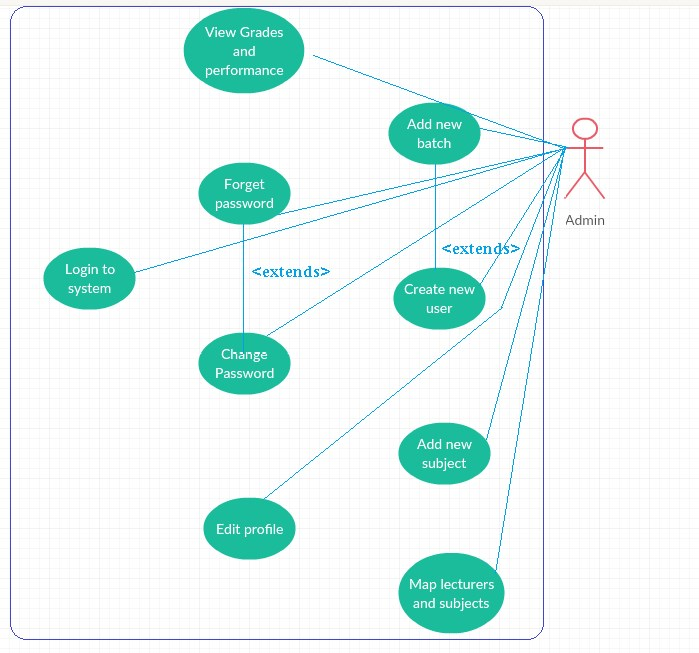 View Grades
and
performance
Add new
batch
Admin
Forget
password
<extends>
Login to
system
<extends>
Create new
user
Change
Password
Add new
subject
Edit profile
Map lecturers
and subjects